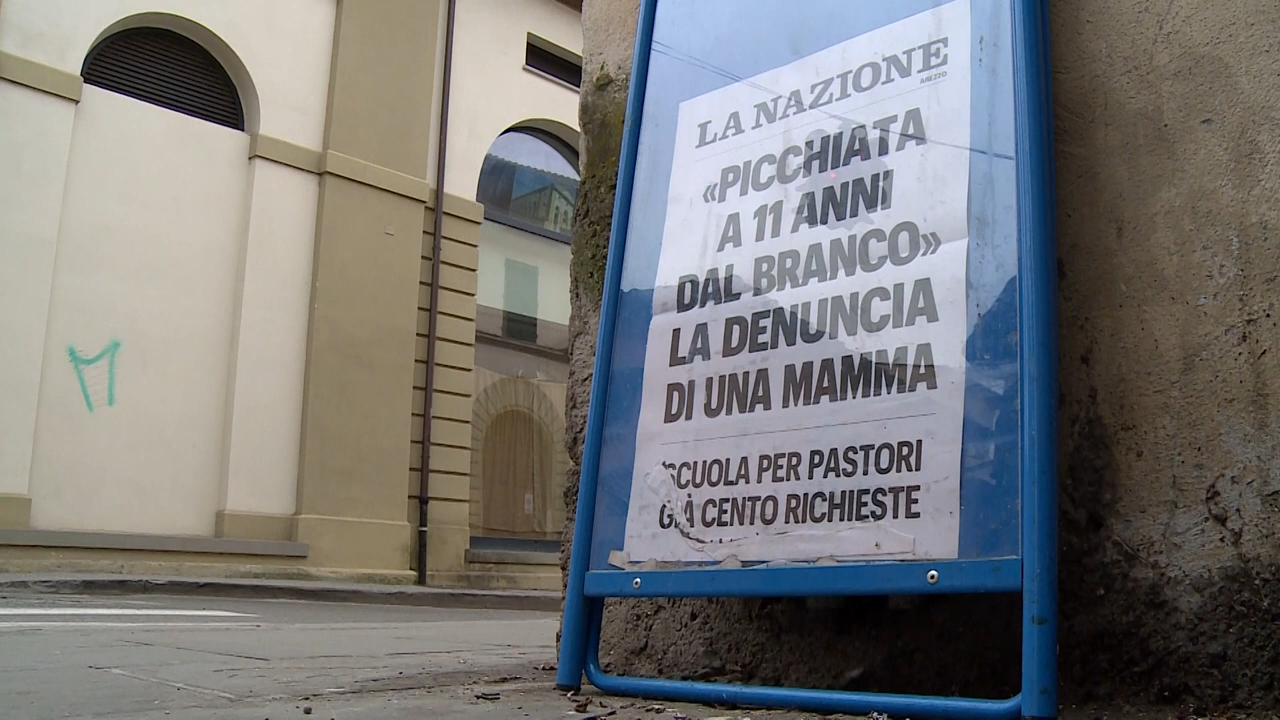 LA NAZIONE
AREZZO
«PICCHIATA
A 11 ANNI
DAL BRANCO»
LA DENUNCIA
DI UNA MAMMA
SCUOLA PER PASTORI
GIÀ CENTO RICHIESTE